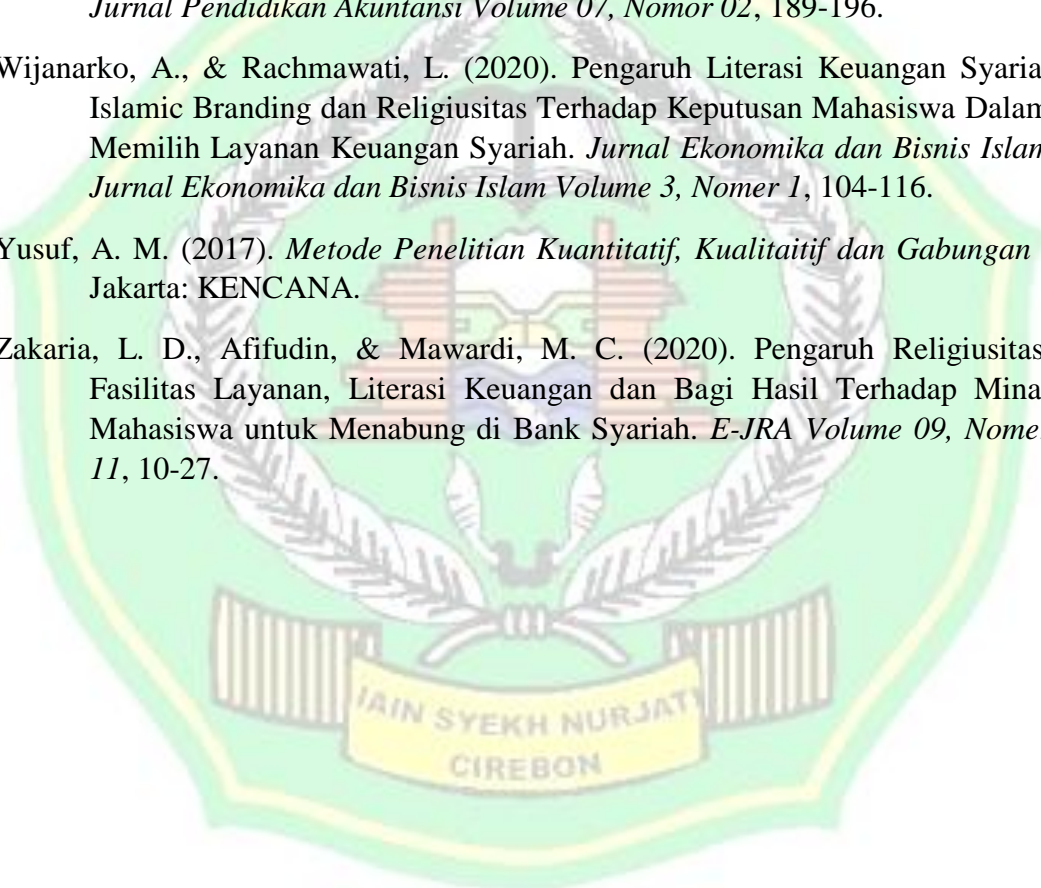 Jurnal Pendidikan Akuntansi Volume 07, Nomor 02, 189-196.
Wijanarko, A., & Rachmawati, L. (2020). Pengaruh Literasi Keuangan Syaria
Islamic Branding dan Religiusitas Terhadap Keputusan Mahasiswa Dalam
Memilih Layanan Keuangan Syariah. Jurnal Ekonomika dan Bisnis Islam
Jurnal Ekonomika dan Bisnis Islam Volume 3, Nomer 1, 104-116.
Yusuf, A. M. (2017). Metode Penelitian Kuantitatif, Kualitaitif dan Gabungan
Jakarta: KENCANA.
Zakaria, L. D., Afifudin, & Mawardi, M. C. (2020). Pengaruh Religiusitas
Fasilitas Layanan, Literasi Keuangan dan Bagi Hasil Terhadap Mina
Mahasiswa untuk Menabung di Bank Syariah. E-JRA Volume 09, Nome
11, 10-27.
IAIN SYEKH NURJATI
CIREBON